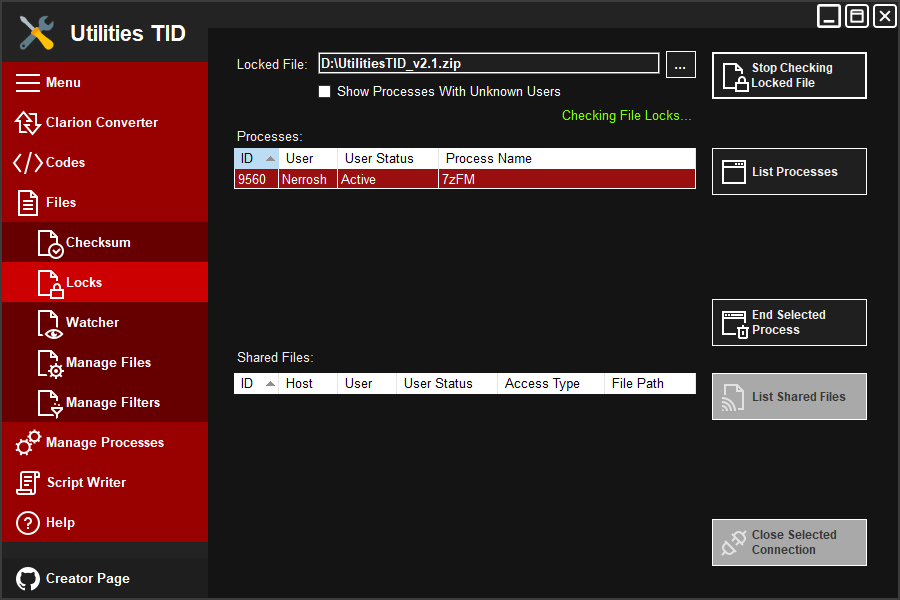 Utilities TID
Menu
Clarion Converter
Codes
Files
Checksum
Locks
Watcher
Manage Files
Manage Filters
Manage Processes
Script Writer
Help
Creator Page
Locked File: D:\UtilitiesTID_v2.1.zip ...
Show Processes With Unknown Users
Checking File Locks...
Processes:
ID User User Status Process Name
9560 Nerrosh Active 7zFM
Shared Files:
ID Host User User Status Access Type File Path
Stop Checking
Locked File
List Processes
End Selected
Process
List Shared Files
Close Selected
Connection